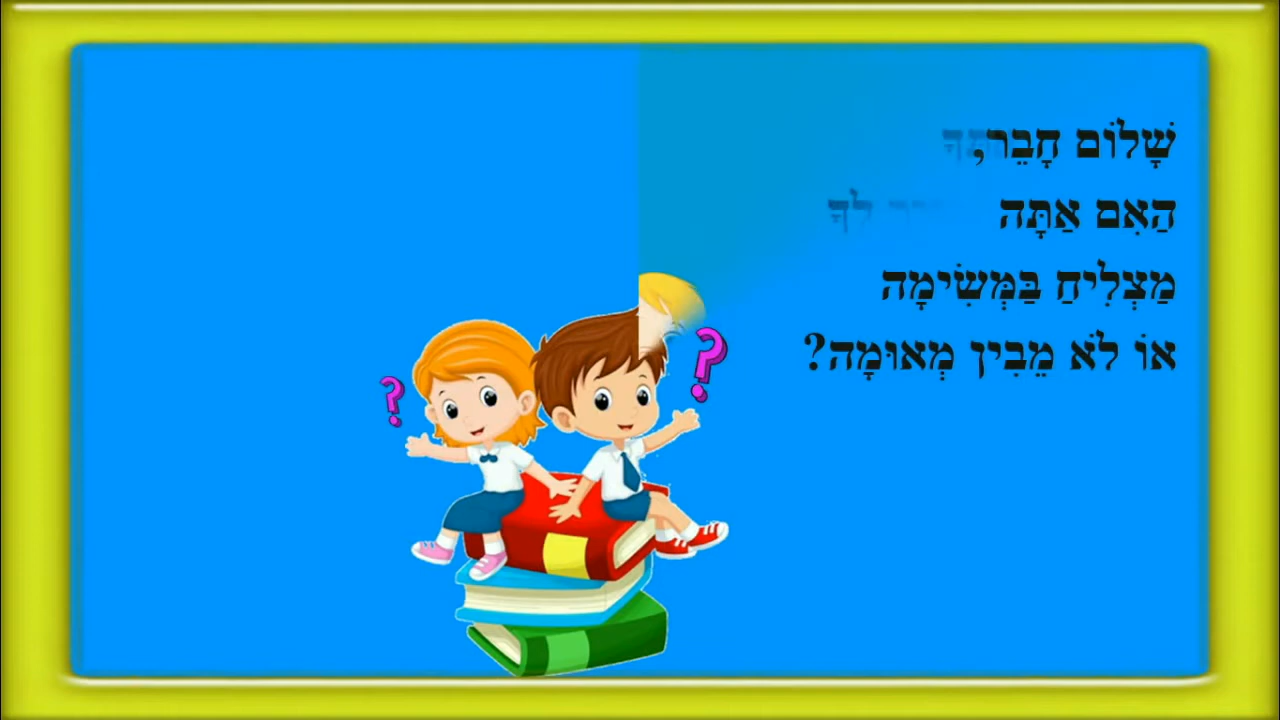 שָׁלוֹם חָבֵר,
הַאִם אַתָּה לְךָ
מַצְלִיחַ בַּמְּשִׂימָה
אוֹ לֹא מֵבִין מְאוּמָה?
? ?